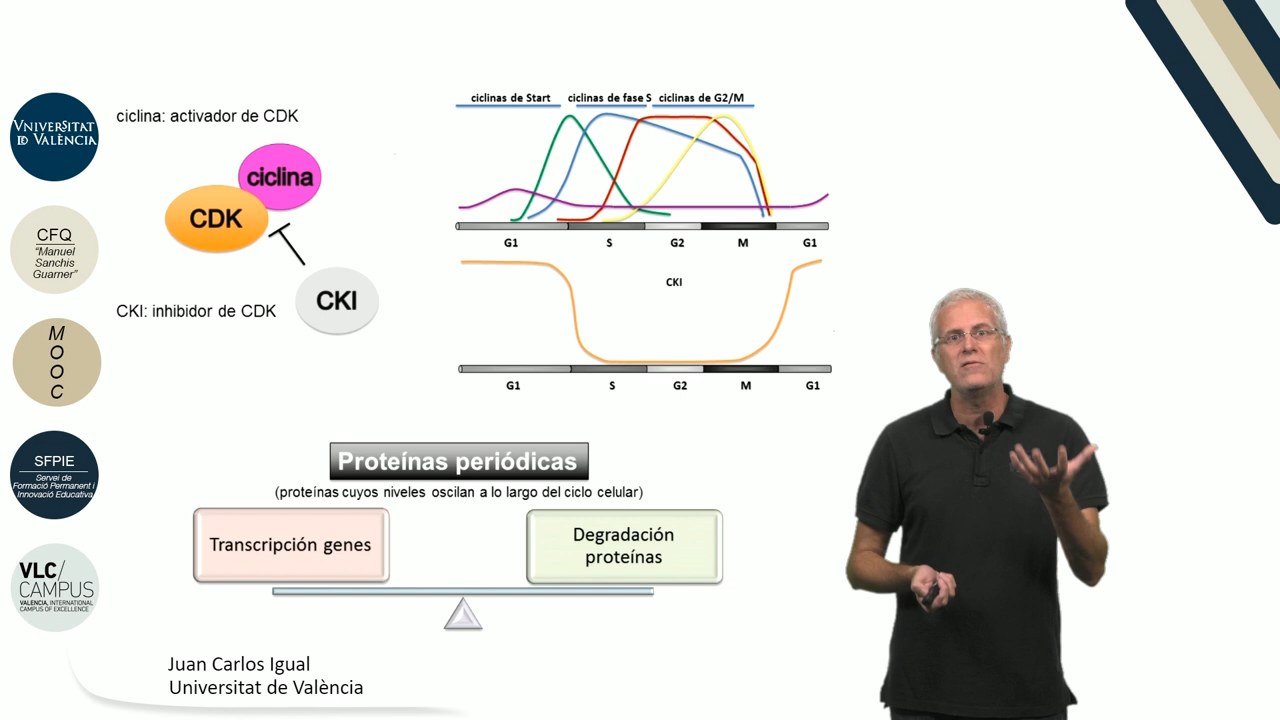 VNIVERSITAT
ID VALÈNCIA
CFQ
“Manuel
Sanchis
Guarner”
M
O
O
C
SFPIE
Servei de
Formació Permanent i
Innovació Educativa
VLC/
CAMPUS
VALENCIA, INTERNATIONAL
CAMPUS OF EXCELLENCE
ciclina: activador de CDK
ciclina
CDK
CKI
CKI: inhibidor de CDK
ciclinas de Start
ciclinas de fase S
ciclinas de G2/M
G1
S
G2
M
G1
CKI
G1
S
G2
M
G1
Proteínas periódicas
(proteínas cuyos niveles oscilan a lo largo del ciclo celular)
Transcripción genes
Degradación
proteínas
Juan Carlos Igual
Universitat de València